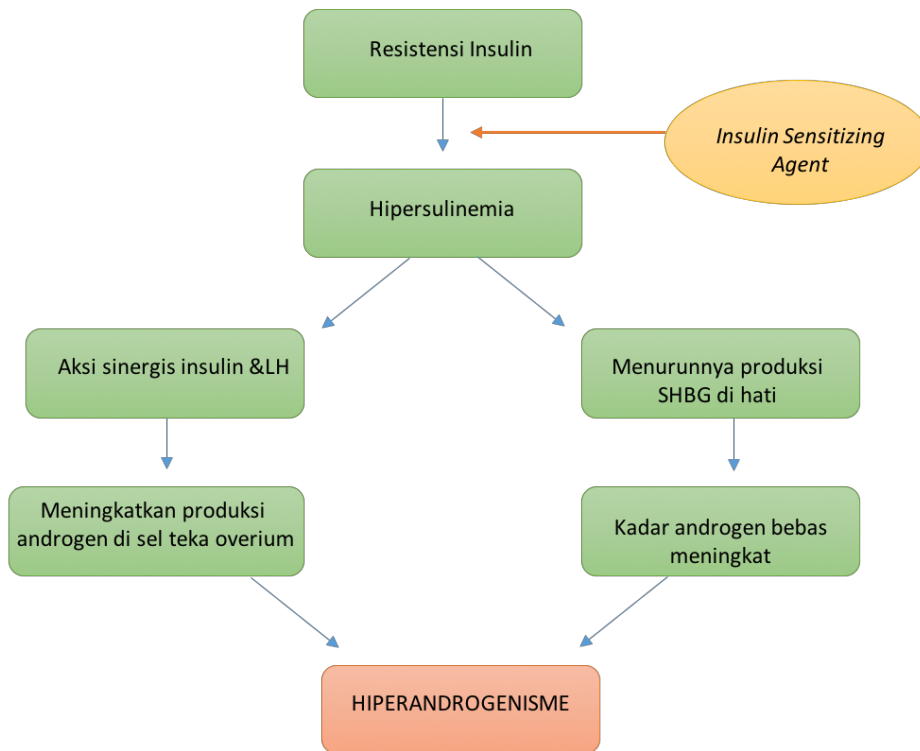 Resistensi Insulin
Insulin Sensitizing
Agent
Hipersulinemia
Aksi sinergis insulin &LH
Menurunnya produksi
SHBG di hati
Meningkatkan produksi
androgen di sel teka overium
Kadar androgen bebas
meningkat
HIPERANDROGENISME